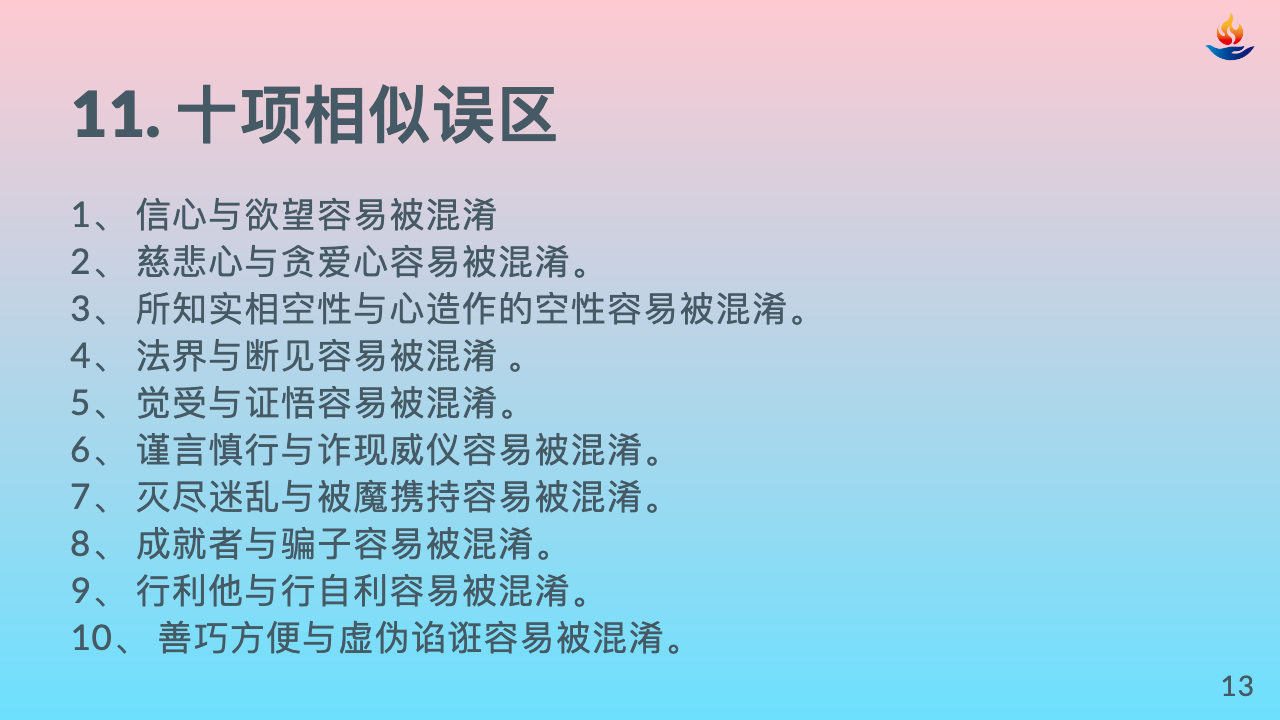 11. 十项相似误区
1、 信心与欲望容易被混淆
2、 慈悲心与贪爱心容易被混淆。
3、 所知实相空性与心造作的空性容易被混淆。
4、 法界与断见容易被混淆 。
5、 觉受与证悟容易被混淆。
6、 谨言慎行与诈现威仪容易被混淆。
7、 灭尽迷乱与被魔携持容易被混淆。
8、 成就者与骗子容易被混淆。
9、 行利他与行自利容易被混淆。
10、 善巧方便与虚伪谄诳容易被混淆。
13